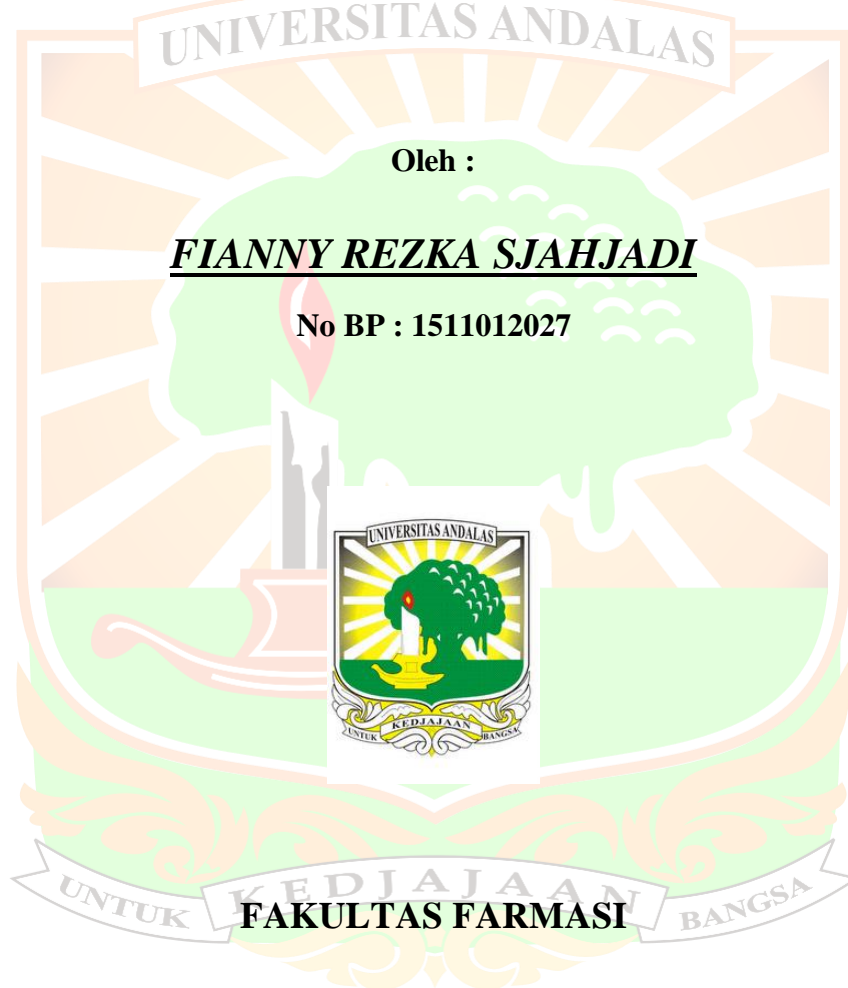 UNIVERSITAS ANDALAS
Oleh :
FIANNY REZKA SJAHJADI
No BP : 1511012027
UNIVERSITAS ANDALAS
UNTUK KEDJAJAAN BANGSA
UNTUK KEDJAJAAN BANGSA
FAKULTAS FARMASI